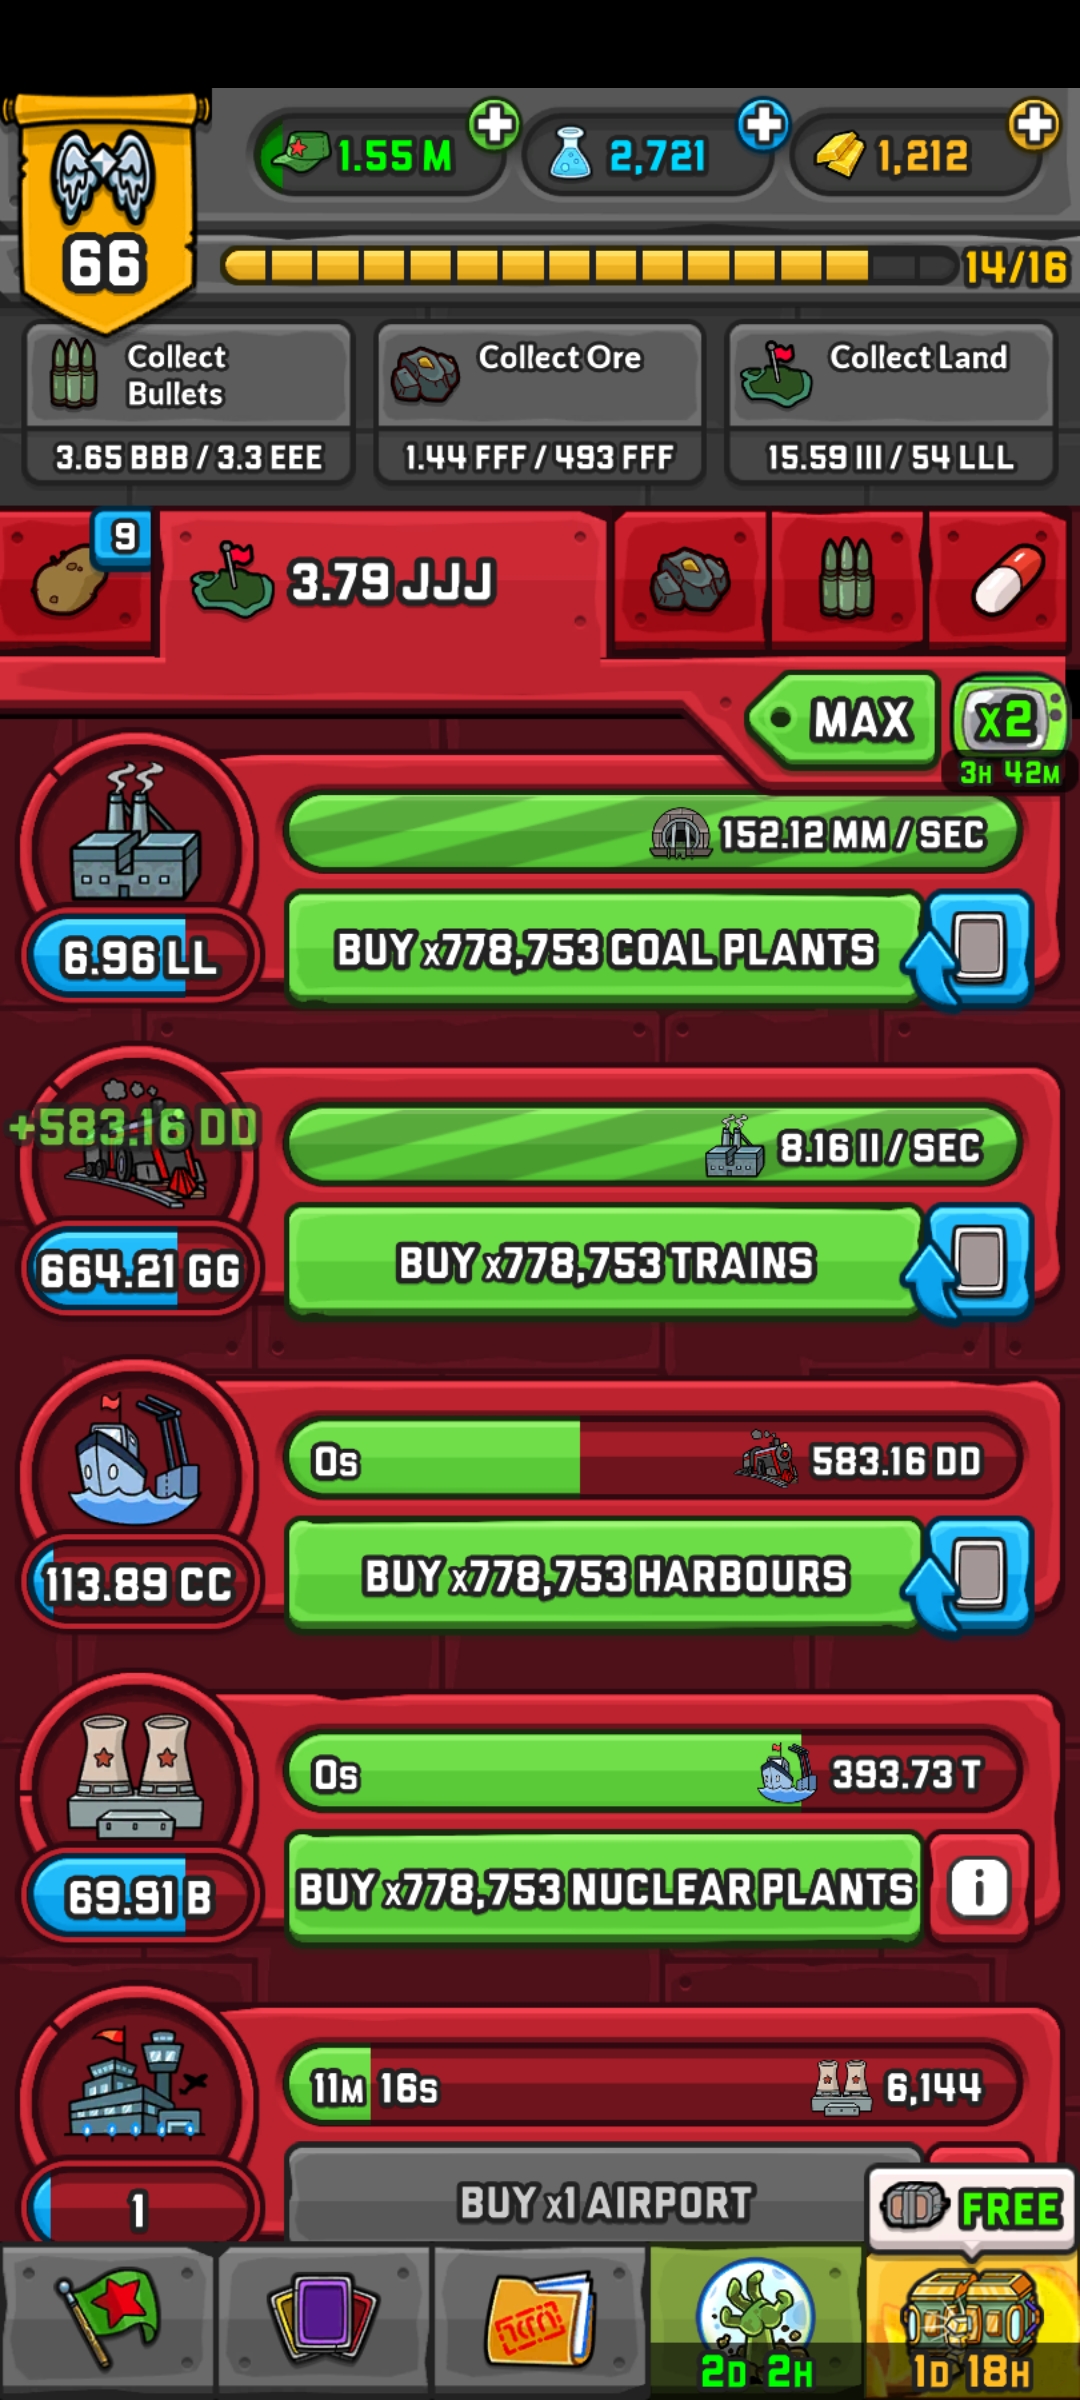 1.55 M
2,721
1,212
66
14/16
Collect
Bullets
3.65 BBB / 3.3 EEE
Collect Ore
1.44 FFF / 493 FFF
Collect Land
15.59 III / 54 LLL
9
3.79 JJJ
MAX
x2
3H 42M
152.12 MM / SEC
6.96 LL
BUY x778,753 COAL PLANTS
+583.16 DD
8.16 II / SEC
664.21 GG
BUY x778,753 TRAINS
0s
583.16 DD
113.89 CC
BUY x778,753 HARBOURS
0s
393.73 T
69.91 B
BUY x778,753 NUCLEAR PLANTS
i
11M 16s
6,144
1
BUY x1 AIRPORT
FREE
2D 2H
1D 18H